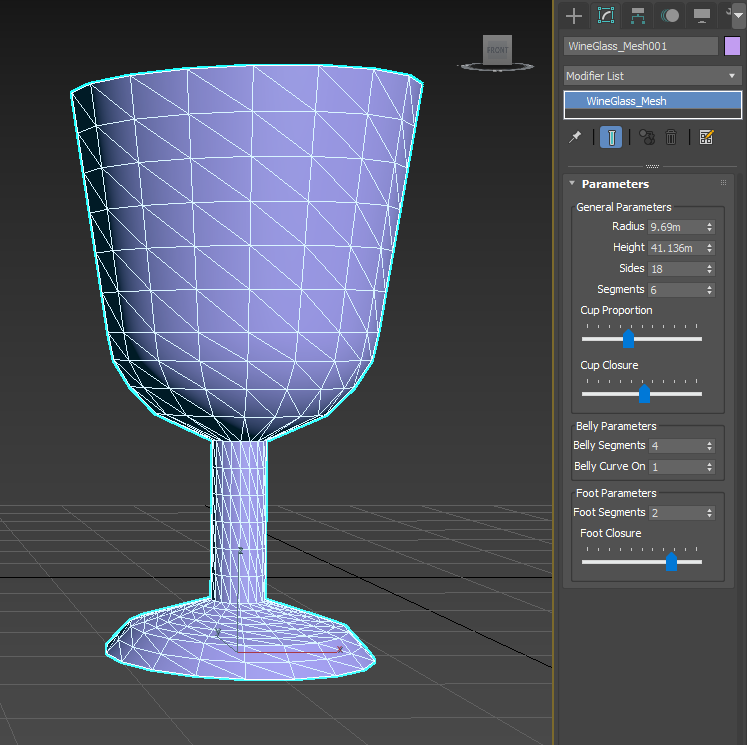 FRONT
z
y
x
WineGlass_Mesh001
Modifier List
WineGlass_Mesh
Parameters
General Parameters
Radius 9.69m
Height 41.136m
Sides 18
Segments 6
Cup Proportion
Cup Closure
Belly Parameters
Belly Segments 4
Belly Curve On 1
Foot Parameters
Foot Segments 2
Foot Closure